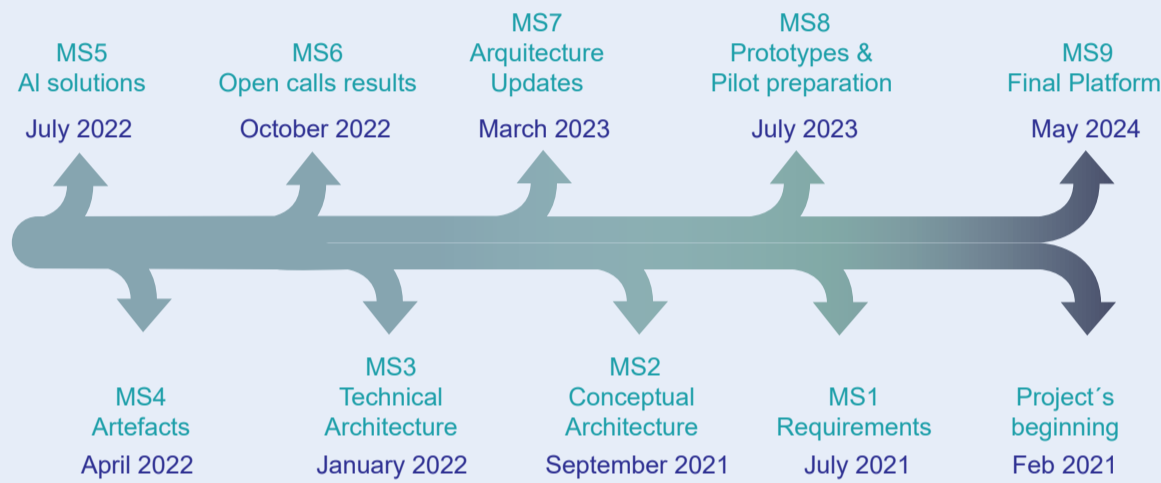 MS5
AI solutions
July 2022
MS6
Open calls results
October 2022
MS7
Arquitecture
Updates
March 2023
MS8
Prototypes &
Pilot preparation
July 2023
MS9
Final Platform
May 2024
MS4
Artefacts
April 2022
MS3
Technical
Architecture
January 2022
MS2
Conceptual
Architecture
September 2021
MS1
Requirements
July 2021
Project´s
beginning
Feb 2021